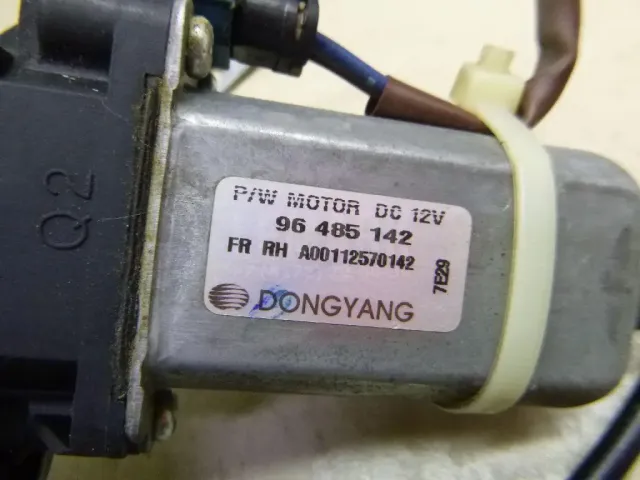 P/W MOTOR DC 12V
96 485 142
FR RH A00112570142
7E29
DONGYANG
Q2